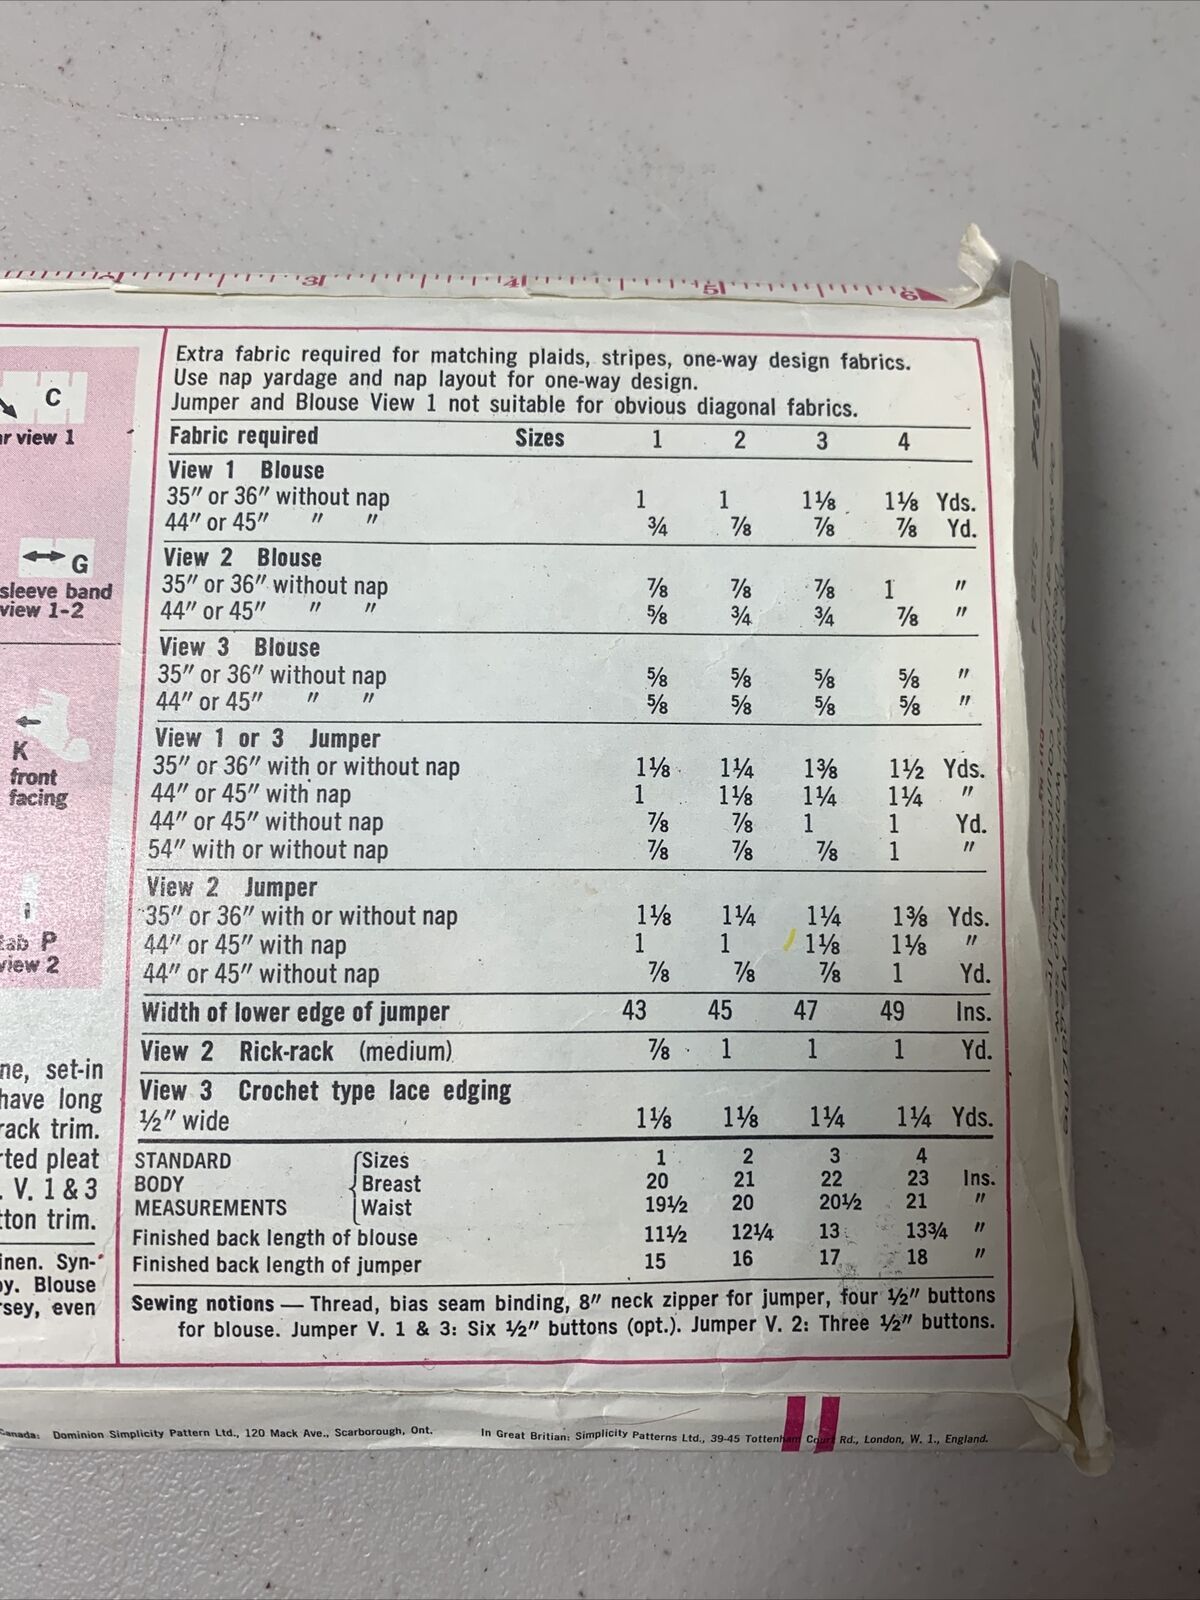 3 4 5 6
C
view 1
G
sleeve band
view 1-2
K
front
facing
tab P
view 2
ne, set-in
have long
rack trim.
rted pleat
. V. 1 & 3
tton trim.
inen. Syn-
oy. Blouse
rsey, even
Extra fabric required for matching plaids, stripes, one-way design fabrics.
Use nap yardage and nap layout for one-way design.
Jumper and Blouse View 1 not suitable for obvious diagonal fabrics.
Fabric required Sizes 1 2 3 4
View 1 Blouse
35″ or 36″ without nap 1 1 1⅛ 1⅛ Yds.
44″ or 45″ ″ ″ ¾ ⅞ ⅞ ⅞ Yd.
View 2 Blouse
35″ or 36″ without nap ⅞ ⅞ ⅞ 1 ″
44″ or 45″ ″ ″ ⅝ ¾ ¾ ⅞ ″
View 3 Blouse
35″ or 36″ without nap ⅝ ⅝ ⅝ ⅝ ″
44″ or 45″ ″ ″ ⅝ ⅝ ⅝ ⅝ ″
View 1 or 3 Jumper
35″ or 36″ with or without nap 1⅛ 1¼ 1⅜ 1½ Yds.
44″ or 45″ with nap 1 1⅛ 1¼ 1¼ ″
44″ or 45″ without nap ⅞ ⅞ 1 1 Yd.
54″ with or without nap ⅞ ⅞ ⅞ 1 ″
View 2 Jumper
35″ or 36″ with or without nap 1⅛ 1¼ 1¼ 1⅜ Yds.
44″ or 45″ with nap 1 1 1⅛ 1⅛ ″
44″ or 45″ without nap ⅞ ⅞ ⅞ 1 Yd.
Width of lower edge of jumper 43 45 47 49 Ins.
View 2 Rick-rack (medium) ⅞ 1 1 1 Yd.
View 3 Crochet type lace edging
½″ wide 1⅛ 1⅛ 1¼ 1¼ Yds.
STANDARD Sizes 1 2 3 4
BODY Breast 20 21 22 23 Ins.
MEASUREMENTS Waist 19½ 20 20½ 21 ″
Finished back length of blouse 11½ 12¼ 13 13¾ ″
Finished back length of jumper 15 16 17 18 ″
Sewing notions — Thread, bias seam binding, 8″ neck zipper for jumper, four ½″ buttons
for blouse. Jumper V. 1 & 3: Six ½″ buttons (opt.). Jumper V. 2: Three ½″ buttons.
Canada: Dominion Simplicity Pattern Ltd., 120 Mack Ave., Scarborough, Ont. In Great Britian: Simplicity Patterns Ltd., 39-45 Tottenham Court Rd., London, W. 1., England.
7394